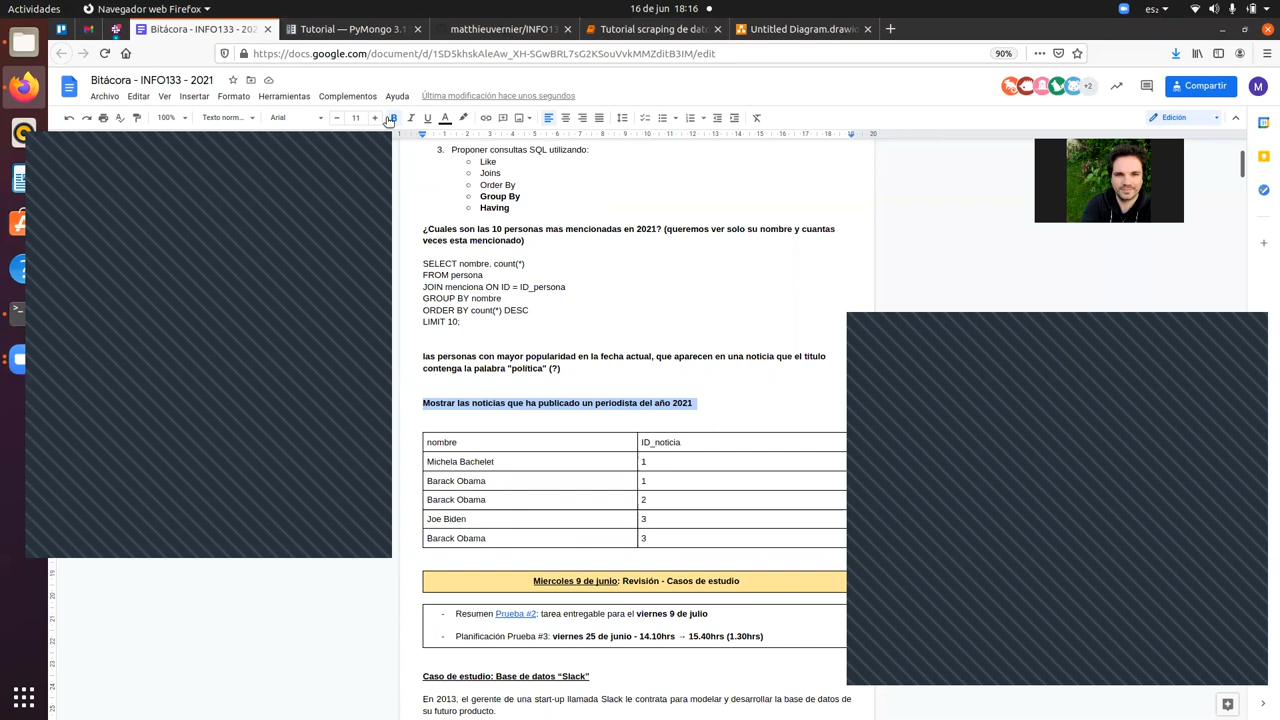 Actividades
Navegador web Firefox
16 de jun 18:16
es₂
Bitácora - INFO133 - 2021
Tutorial — PyMongo 3.1
matthieuvernier/INFO13
Tutorial scraping de dato
Untitled Diagram.drawio
https://docs.google.com/document/d/1SD5khskAleAw_XH-SGwBRL7sG2KSouVvkMMZditB3IM/edit
90%
Bitácora - INFO133 - 2021
Archivo Editar Ver Insertar Formato Herramientas Complementos Ayuda Última modificación hace unos segundos
+2
Compartir
M
100% Texto norm... Arial 11
Edición
3. Proponer consultas SQL utilizando:
Like
Joins
Order By
Group By
Having
¿Cuales son las 10 personas mas mencionadas en 2021? (queremos ver solo su nombre y cuantas
veces esta mencionado)
SELECT nombre, count(*)
FROM persona
JOIN menciona ON ID = ID_persona
GROUP BY nombre
ORDER BY count(*) DESC
LIMIT 10;
las personas con mayor popularidad en la fecha actual, que aparecen en una noticia que el titulo
contenga la palabra "política" (?)
Mostrar las noticias que ha publicado un periodista del año 2021
nombre ID_noticia
Michela Bachelet 1
Barack Obama 1
Barack Obama 2
Joe Biden 3
Barack Obama 3
Miercoles 9 de junio: Revisión - Casos de estudio
- Resumen Prueba #2: tarea entregable para el viernes 9 de julio
- Planificación Prueba #3: viernes 25 de junio - 14.10hrs → 15.40hrs (1.30hrs)
Caso de estudio: Base de datos “Slack”
En 2013, el gerente de una start-up llamada Slack le contrata para modelar y desarrollar la base de datos de
su futuro producto.